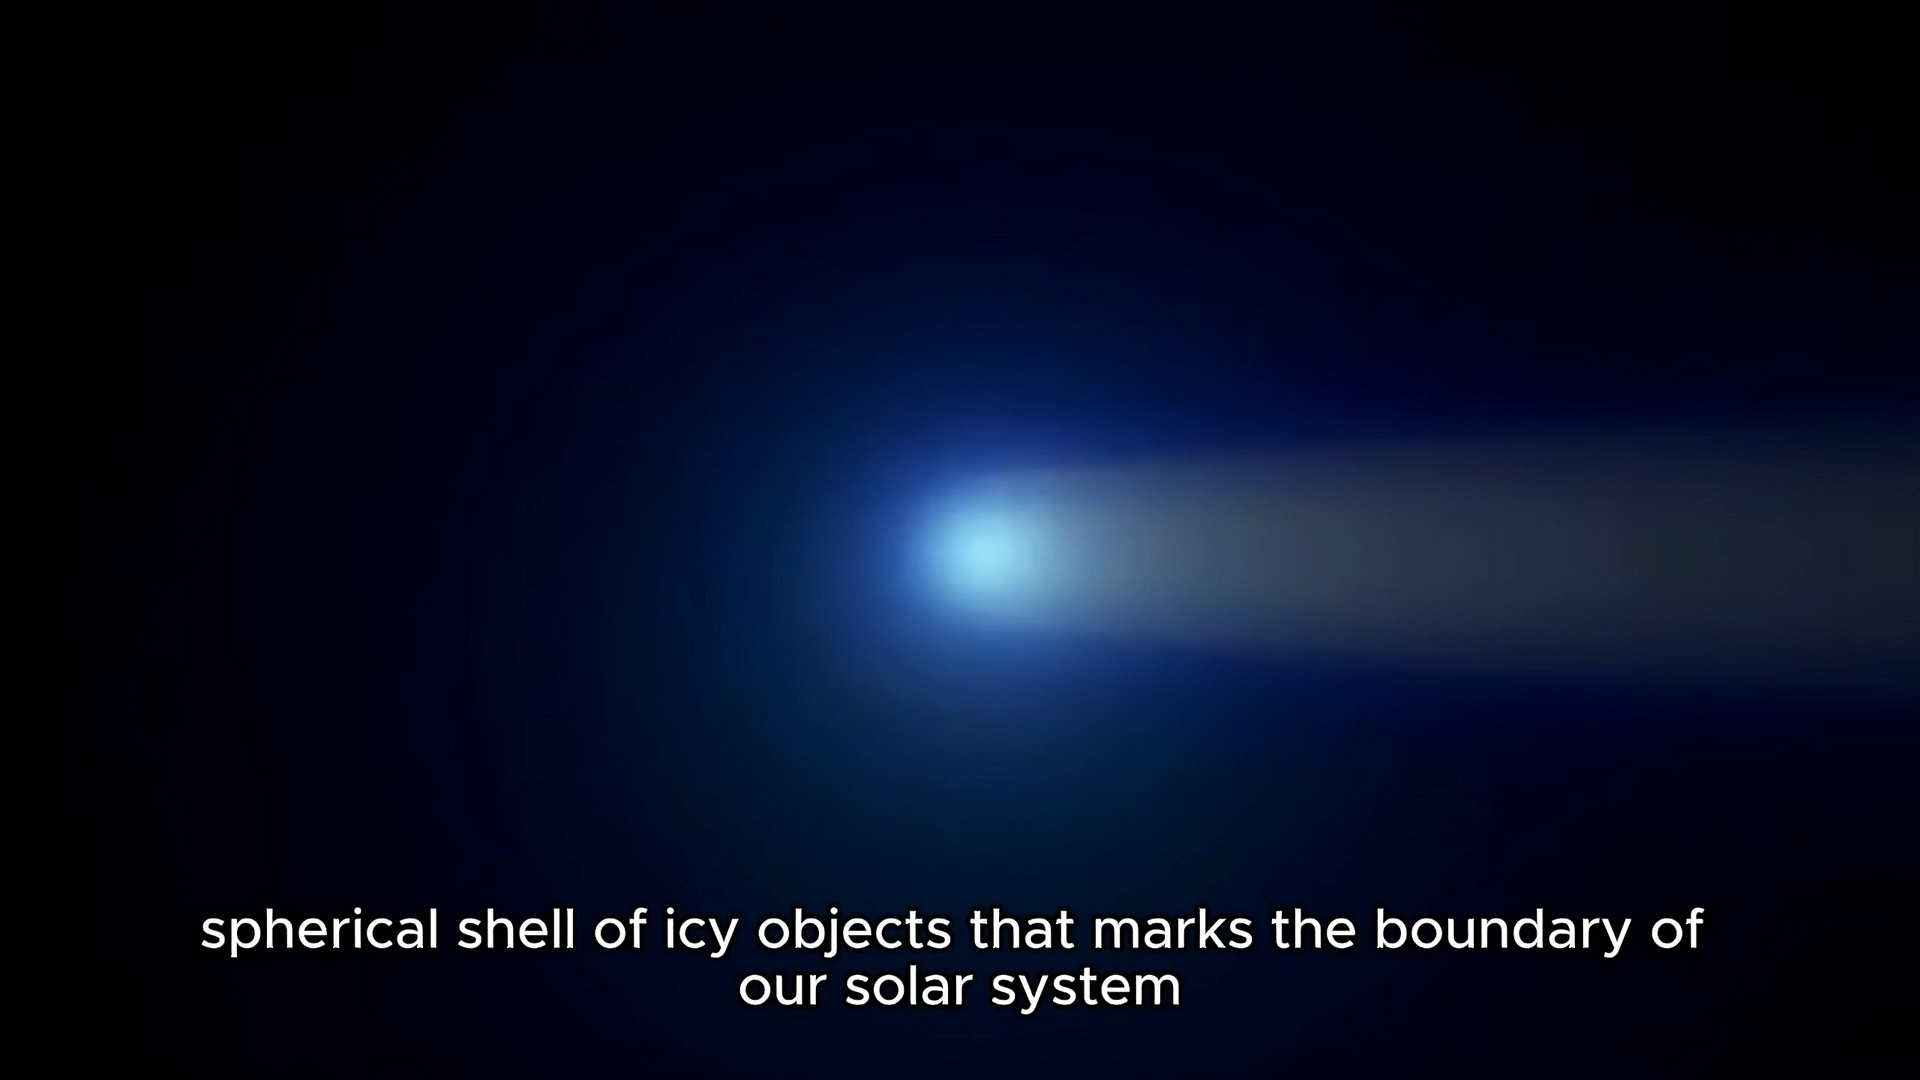 spherical shell of icy objects that marks the boundary of
our solar system